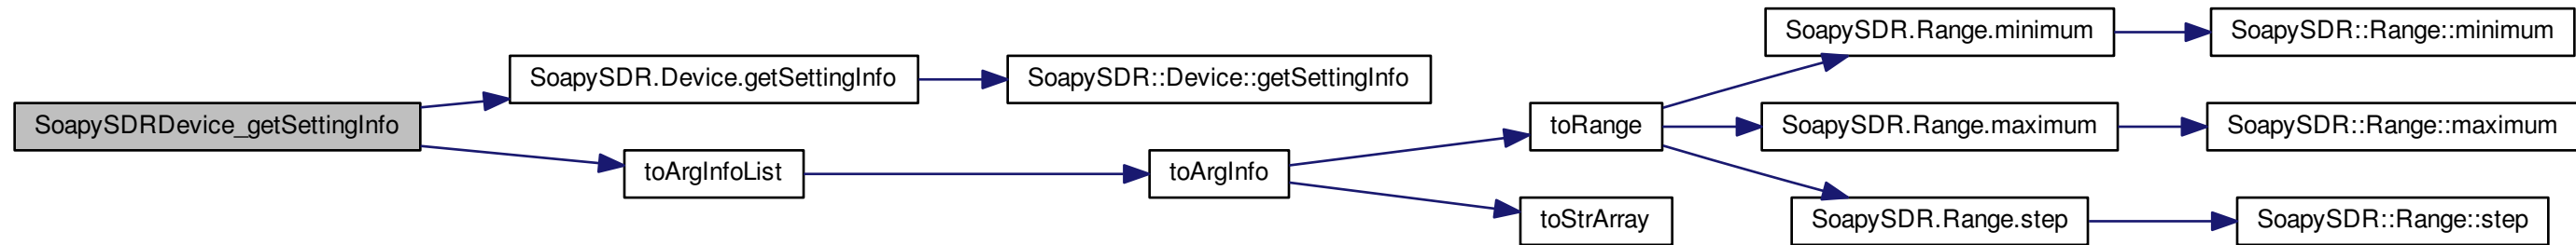 SoapySDR.Range.minimum
SoapySDR::Range::minimum
SoapySDR.Device.getSettingInfo
SoapySDR::Device::getSettingInfo
SoapySDRDevice_getSettingInfo
toRange
SoapySDR.Range.maximum
SoapySDR::Range::maximum
toArgInfoList
toArgInfo
toStrArray
SoapySDR.Range.step
SoapySDR::Range::step